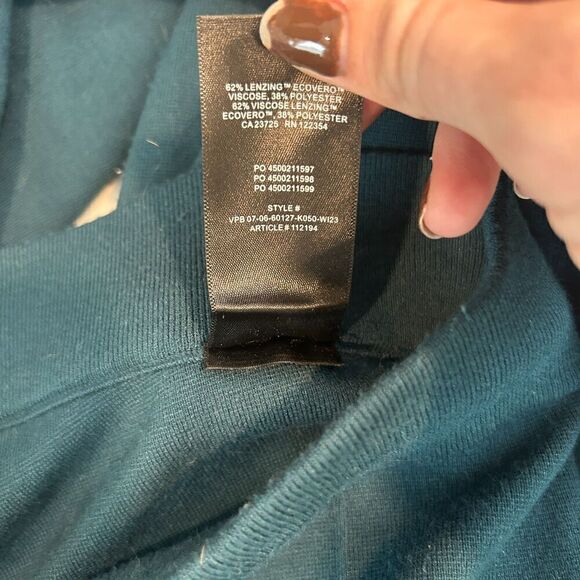 62% LENZING™ ECOVERO™
VISCOSE, 38% POLYESTER
62% VISCOSE LENZING™
ECOVERO™, 38% POLYESTER
CA 23725 RN 122354
PO 4500211597
PO 4500211598
PO 4500211599
STYLE #
VPB 07-06-60127-K050-WI23
ARTICLE # 112194